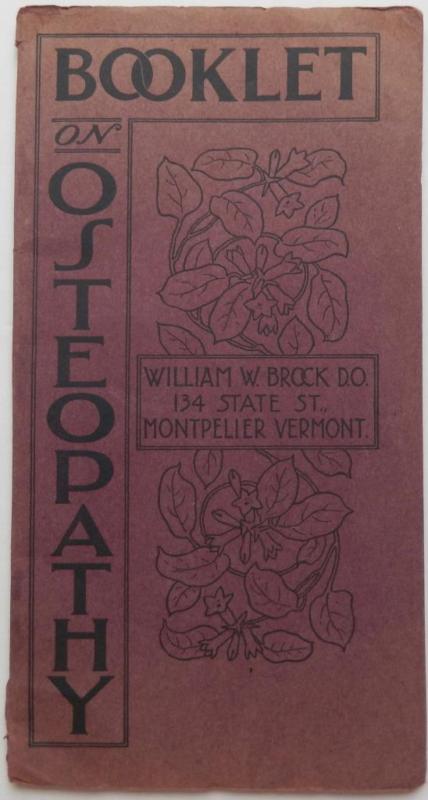 BOOKLET
ON
OSTEOPATHY
WILLIAM W. BROCK D.O.
134 STATE ST.,
MONTPELIER VERMONT.